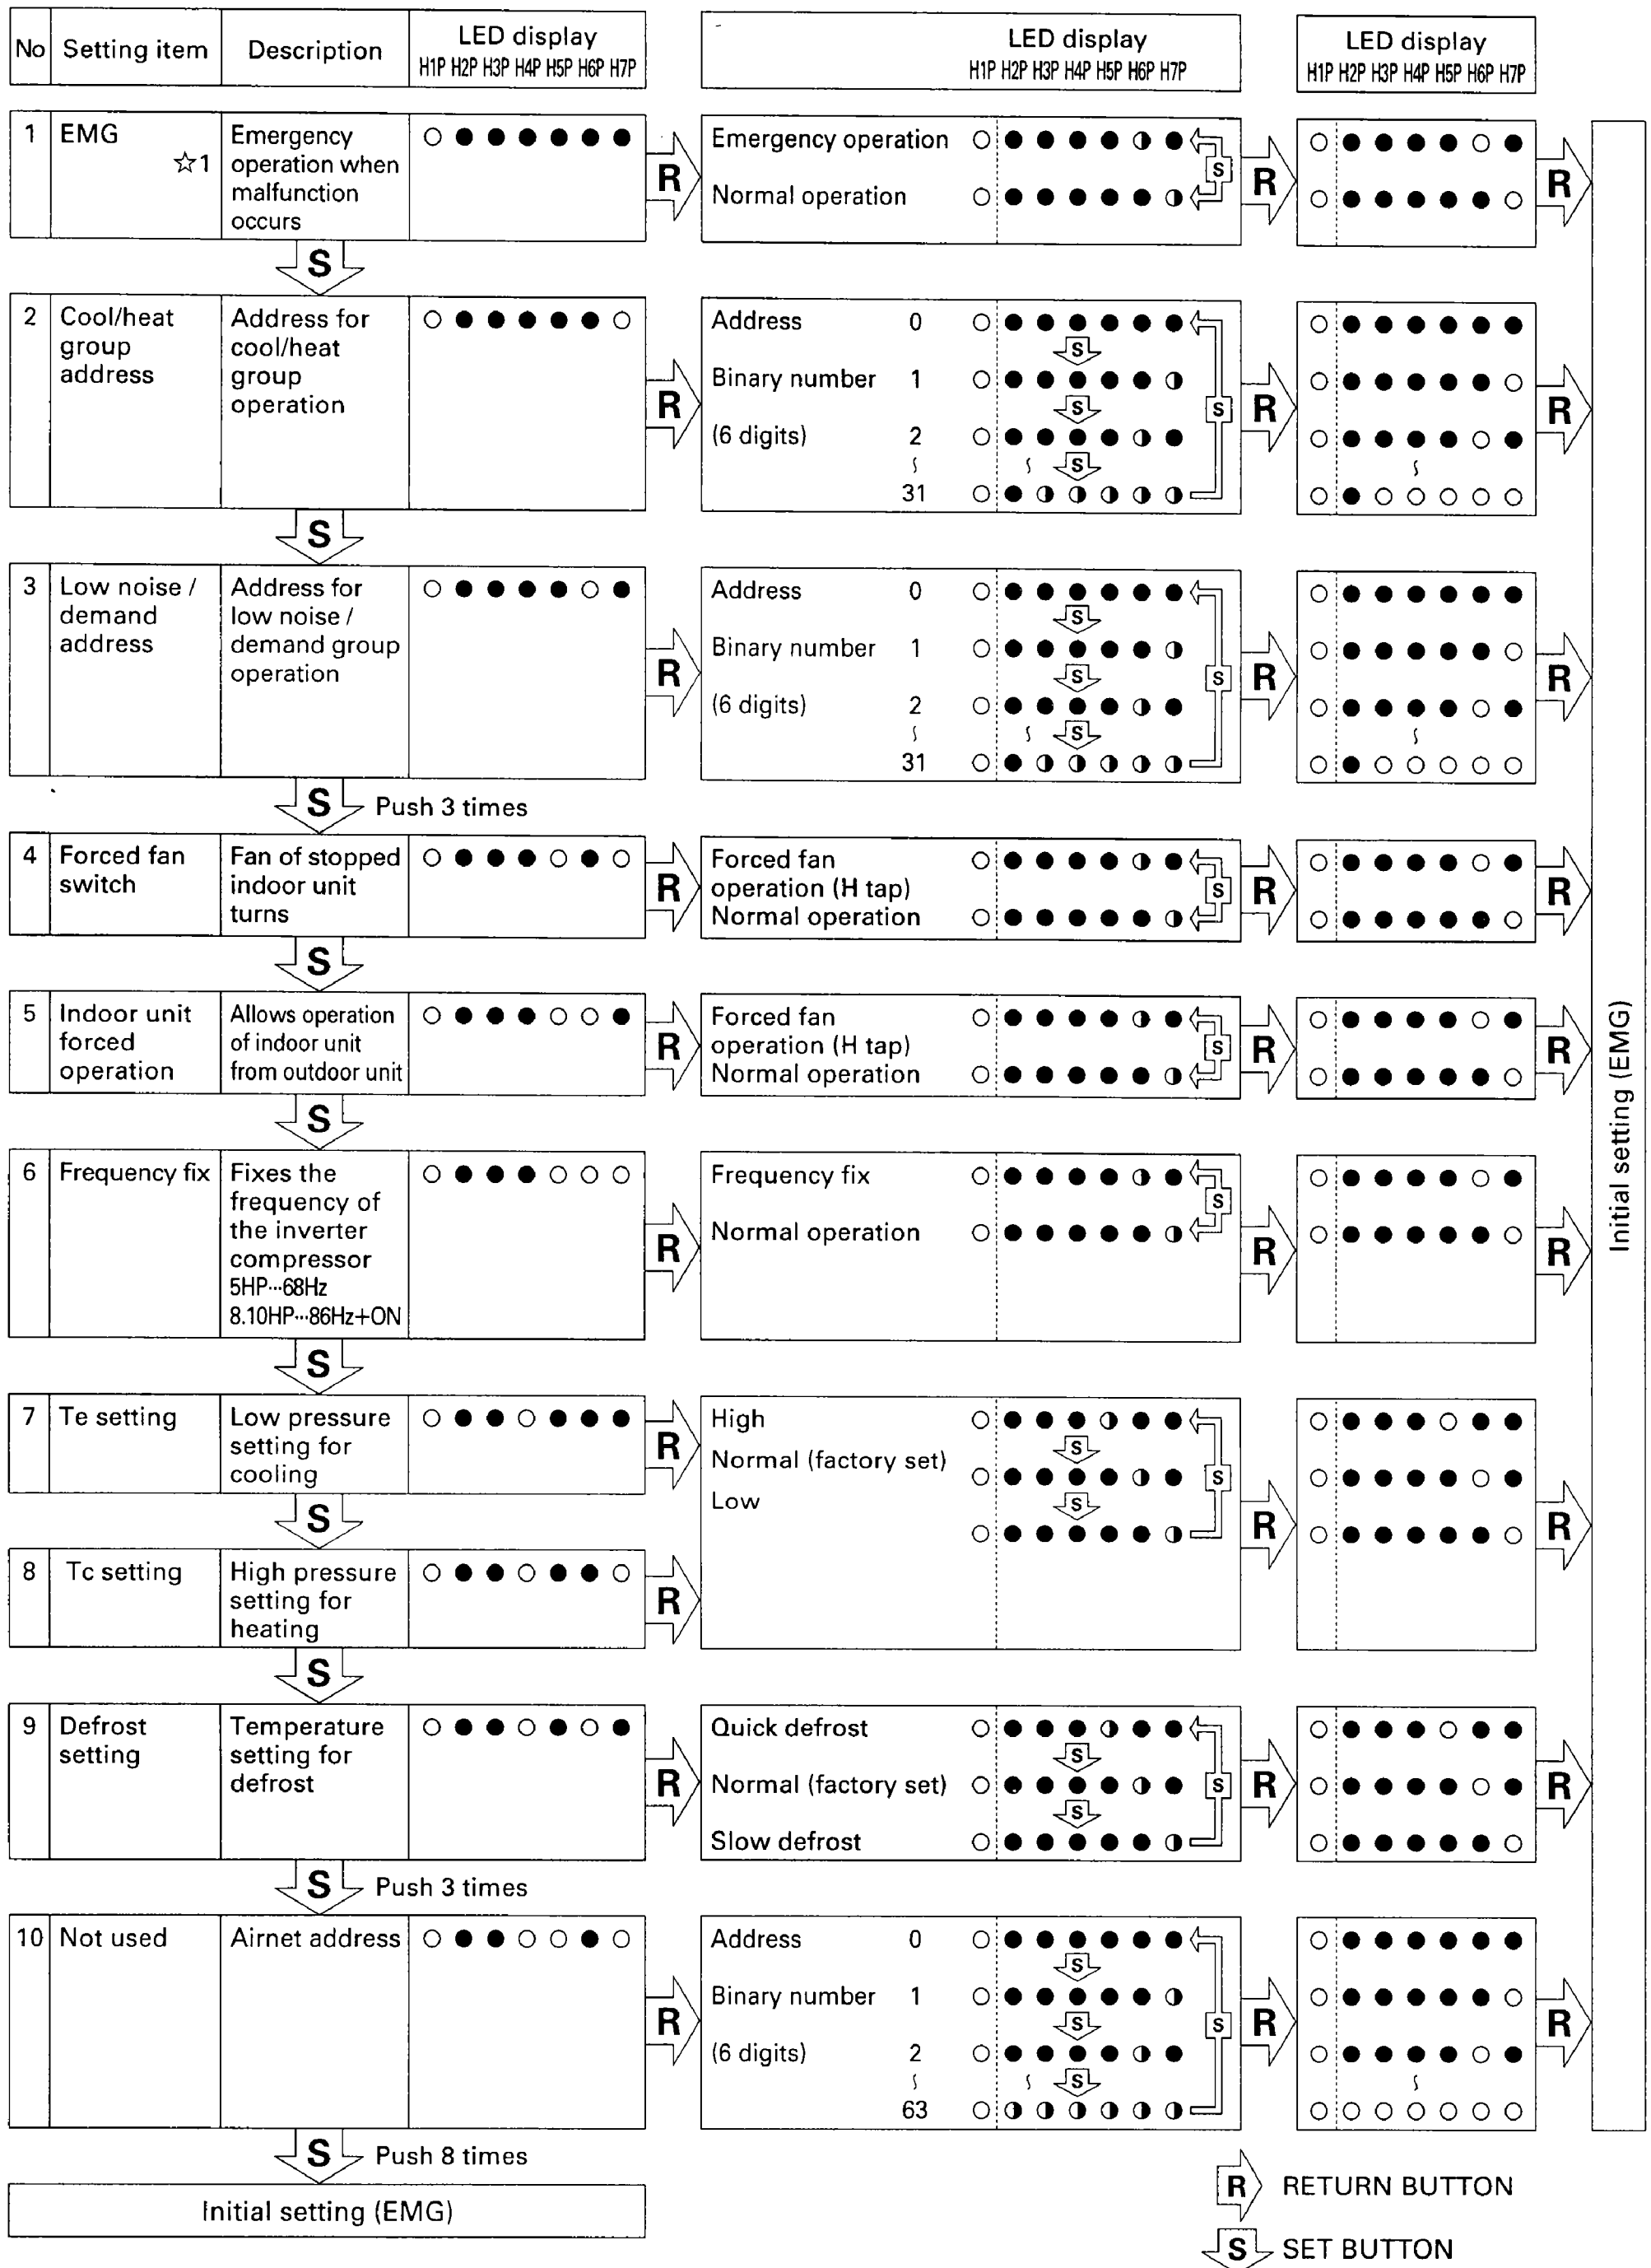 No Setting item Description LED display LED display LED display
H1P H2P H3P H4P H5P H6P H7P H1P H2P H3P H4P H5P H6P H7P H1P H2P H3P H4P H5P H6P H7P
1 EMG
☆1
Emergency
operation when
malfunction
occurs
R
Emergency operation
Normal operation
S
R
R
S
2 Cool/heat
group
address
Address for
cool/heat
group
operation
R
Address 0
S
Binary number 1
S
(6 digits) 2
S
31
S
R
R
S
3 Low noise /
demand
address
Address for
low noise /
demand group
operation
R
Address 0
S
Binary number 1
S
(6 digits) 2
S
31
S
R
R
S Push 3 times
4 Forced fan
switch
Fan of stopped
indoor unit
turns
R
Forced fan
operation (H tap)
Normal operation
S
R
R
S
5 Indoor unit
forced
operation
Allows operation
of indoor unit
from outdoor unit
R
Forced fan
operation (H tap)
Normal operation
S
R
R
S
6 Frequency fix
Fixes the
frequency of
the inverter
compressor
5HP···68Hz
8.10HP···86Hz+ON
R
Frequency fix
Normal operation
S
R
R
S
7 Te setting
Low pressure
setting for
cooling
R
High
S
Normal (factory set)
S
Low
S
R
R
S
8 Tc setting
High pressure
setting for
heating
R
S
9 Defrost
setting
Temperature
setting for
defrost
R
Quick defrost
S
Normal (factory set)
S
Slow defrost
S
R
R
S Push 3 times
10 Not used
Airnet address
R
Address 0
S
Binary number 1
S
(6 digits) 2
S
63
S
R
R
S Push 8 times
Initial setting (EMG)
Initial setting (EMG)
R RETURN BUTTON
S SET BUTTON